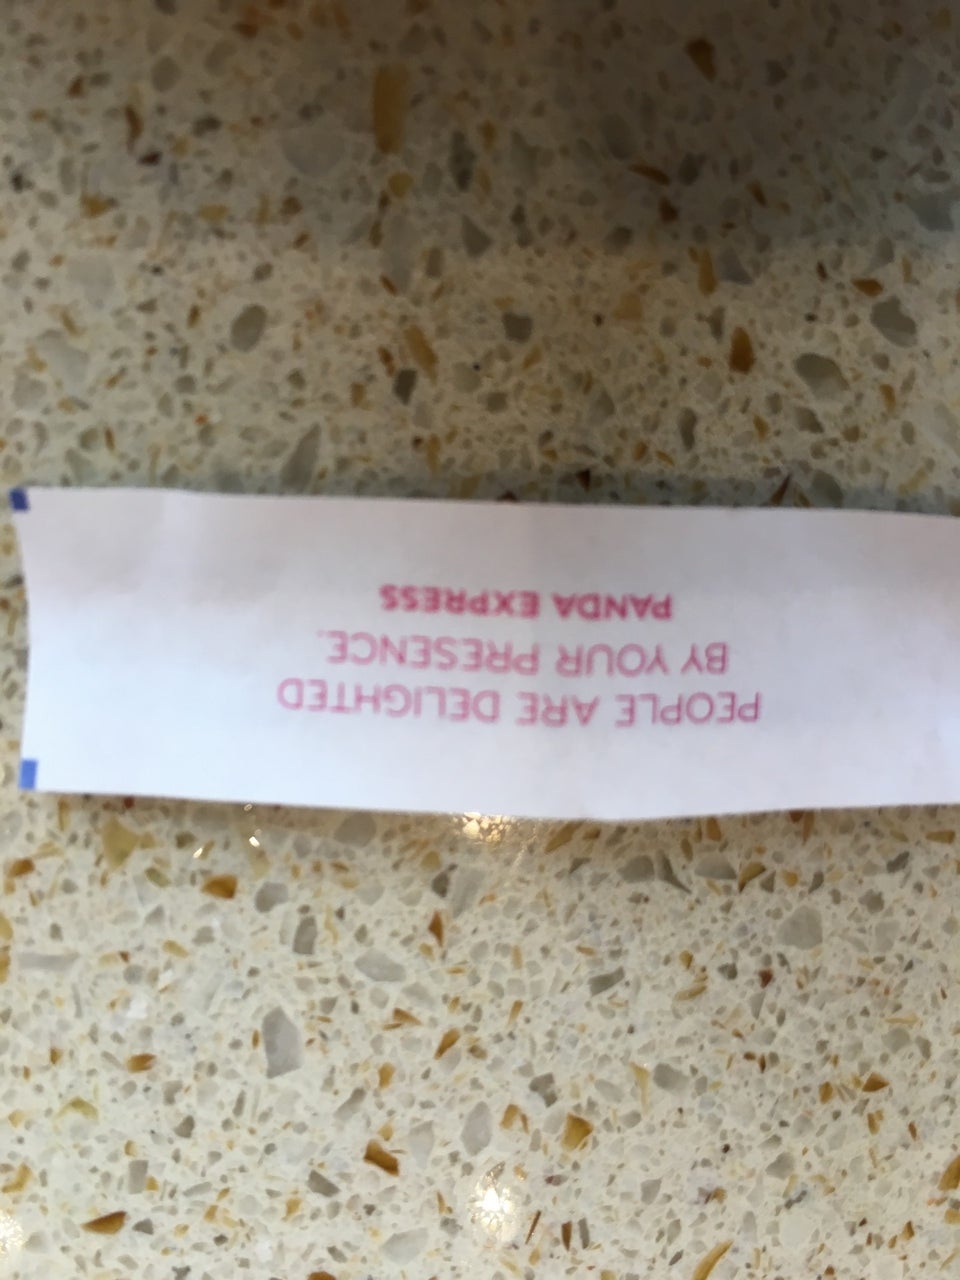 PEOPLE ARE DELIGHTED
BY YOUR PRESENCE.
PANDA EXPRESS